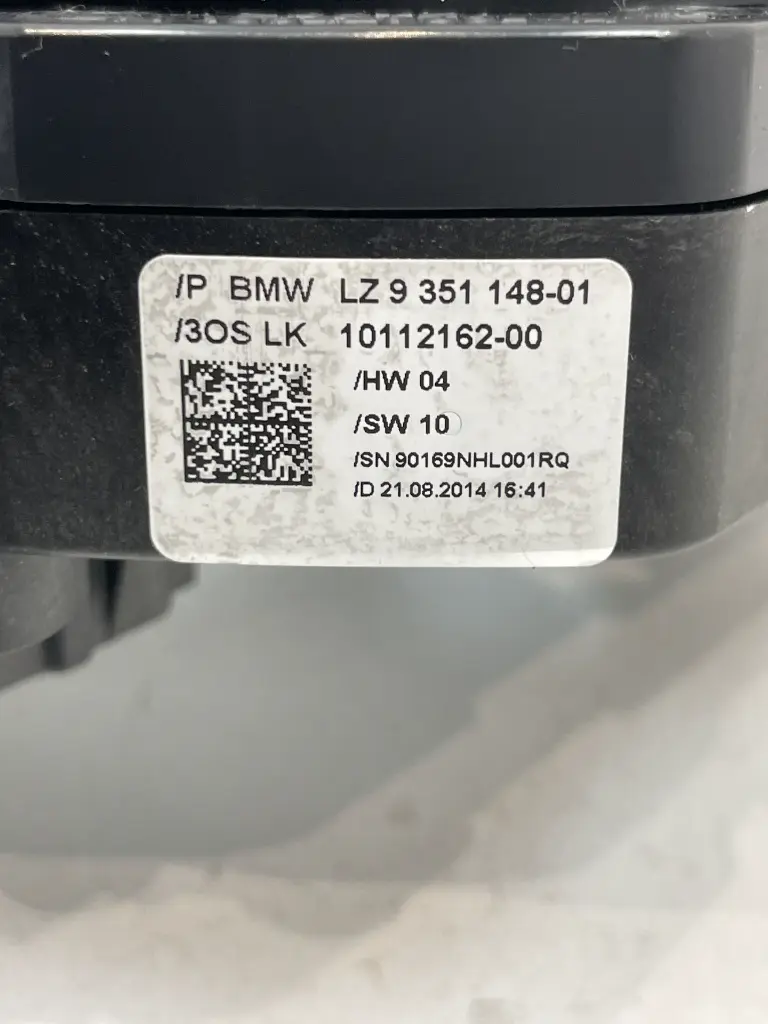 /P BMW LZ 9 351 148-01
/3OS LK 10112162-00
/HW 04
/SW 10
/SN 90169NHL001RQ
/D 21.08.2014 16:41